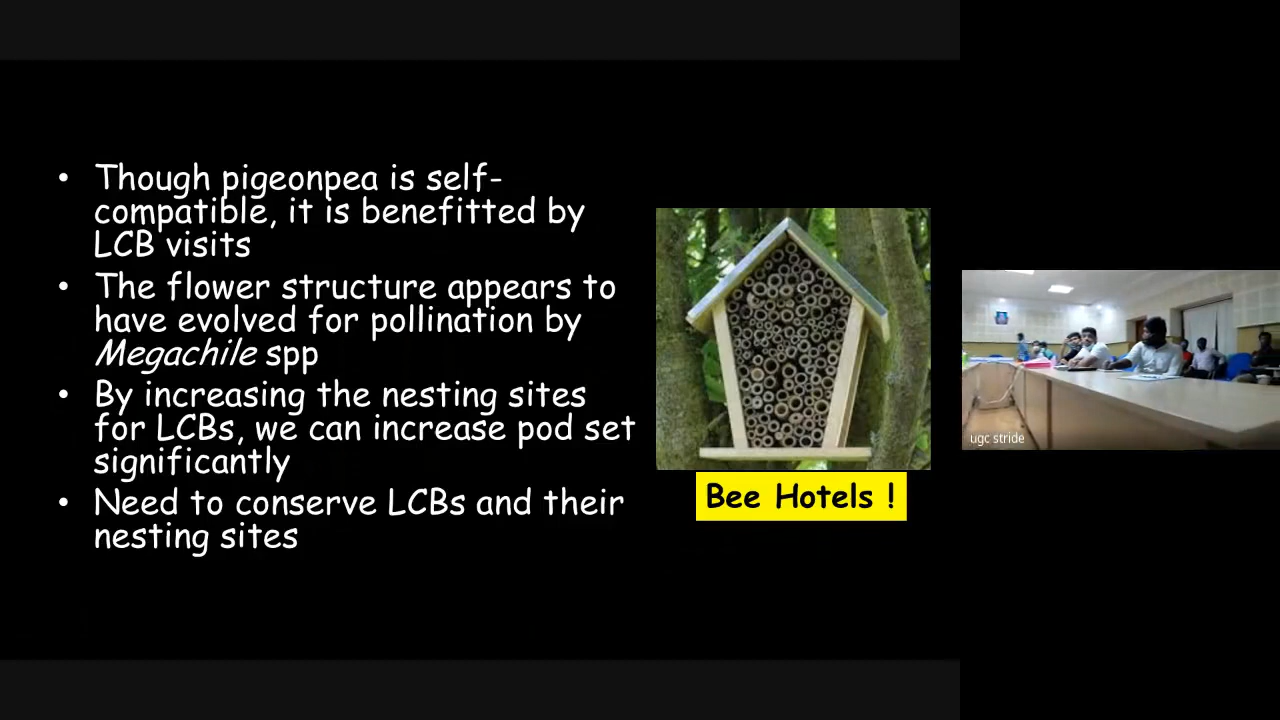 • Though pigeonpea is self-
compatible, it is benefitted by
LCB visits
• The flower structure appears to
have evolved for pollination by
Megachile spp
• By increasing the nesting sites
for LCBs, we can increase pod set
significantly
• Need to conserve LCBs and their
nesting sites
Bee Hotels !
ugc stride